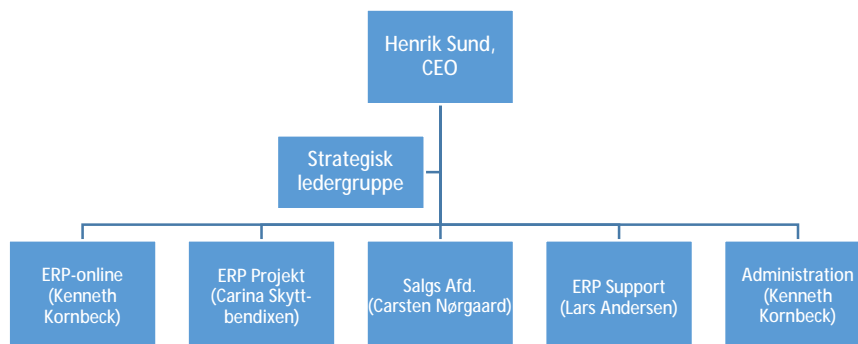 Henrik Sund,
CEO
Strategisk
ledergruppe
ERP-online
(Kenneth
Kornbeck)
ERP Projekt
(Carina Skytt-
bendixen)
Salgs Afd.
(Carsten Nørgaard)
ERP Support
(Lars Andersen)
Administration
(Kenneth
Kornbeck)